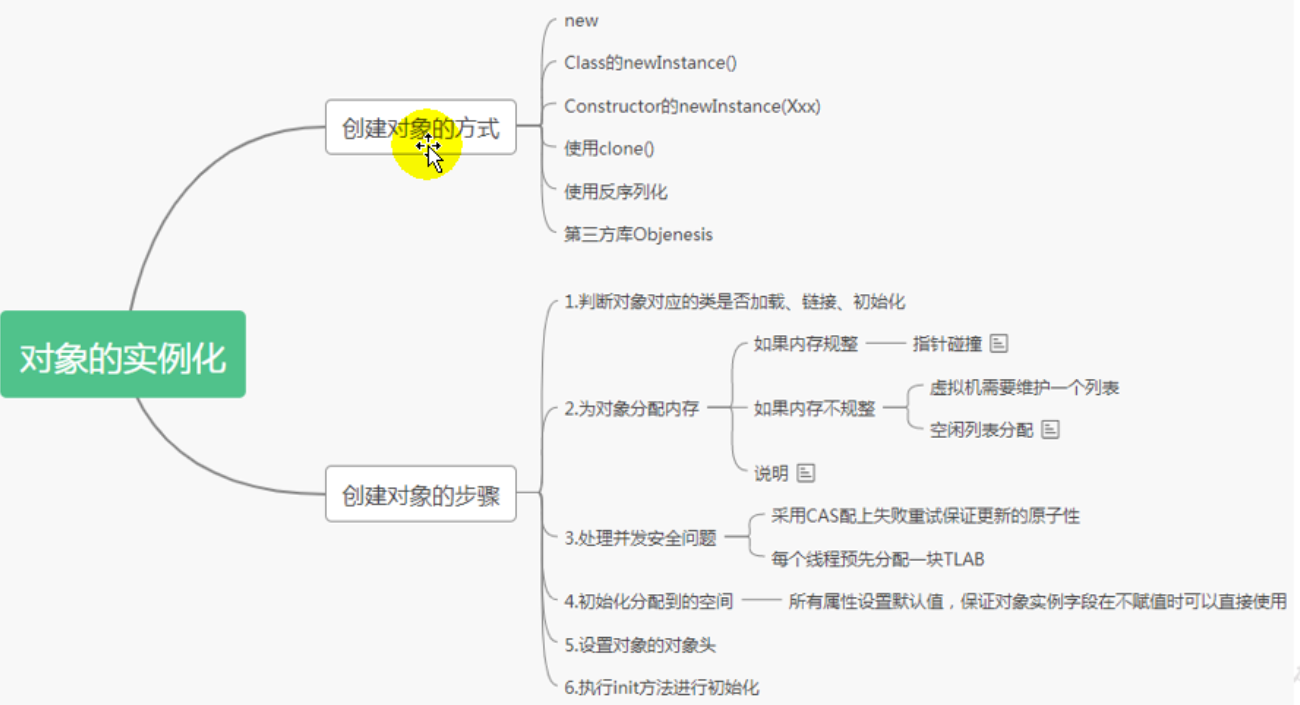 对象的实例化
创建对象的方式
new
Class的newInstance()
Constructor的newInstance(Xxx)
使用clone()
使用反序列化
第三方库Objenesis
创建对象的步骤
1.判断对象对应的类是否加载、链接、初始化
2.为对象分配内存
如果内存规整
指针碰撞
如果内存不规整
虚拟机需要维护一个列表
空闲列表分配
说明
3.处理并发安全问题
采用CAS配上失败重试保证更新的原子性
每个线程预先分配一块TLAB
4.初始化分配到的空间
所有属性设置默认值，保证对象实例字段在不赋值时可以直接使用
5.设置对象的对象头
6.执行init方法进行初始化